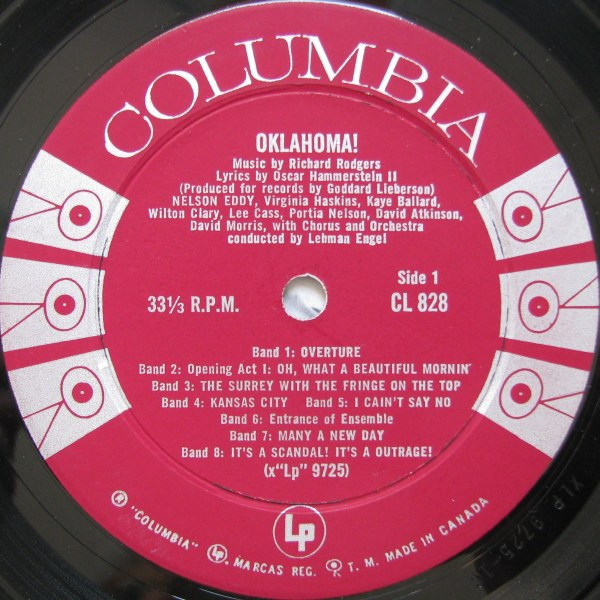 COLUMBIA
OKLAHOMA!
Music by Richard Rodgers
Lyrics by Oscar Hammerstein II
(Produced for records by Goddard Lieberson)
NELSON EDDY, Virginia Haskins, Kaye Ballard,
Wilton Clary, Lee Cass, Portia Nelson, David Atkinson,
David Morris, with Chorus and Orchestra
conducted by Lehman Engel
Side 1
33⅓ R.P.M.
CL 828
Band 1: OVERTURE
Band 2: Opening Act I: OH, WHAT A BEAUTIFUL MORNIN'
Band 3: THE SURREY WITH THE FRINGE ON THE TOP
Band 4: KANSAS CITY Band 5: I CAIN'T SAY NO
Band 6: Entrance of Ensemble
Band 7: MANY A NEW DAY
Band 8: IT'S A SCANDAL! IT'S A OUTRAGE!
(x"Lp" 9725)
Lp
"COLUMBIA" Lp MARCAS REG. T. M. MADE IN CANADA